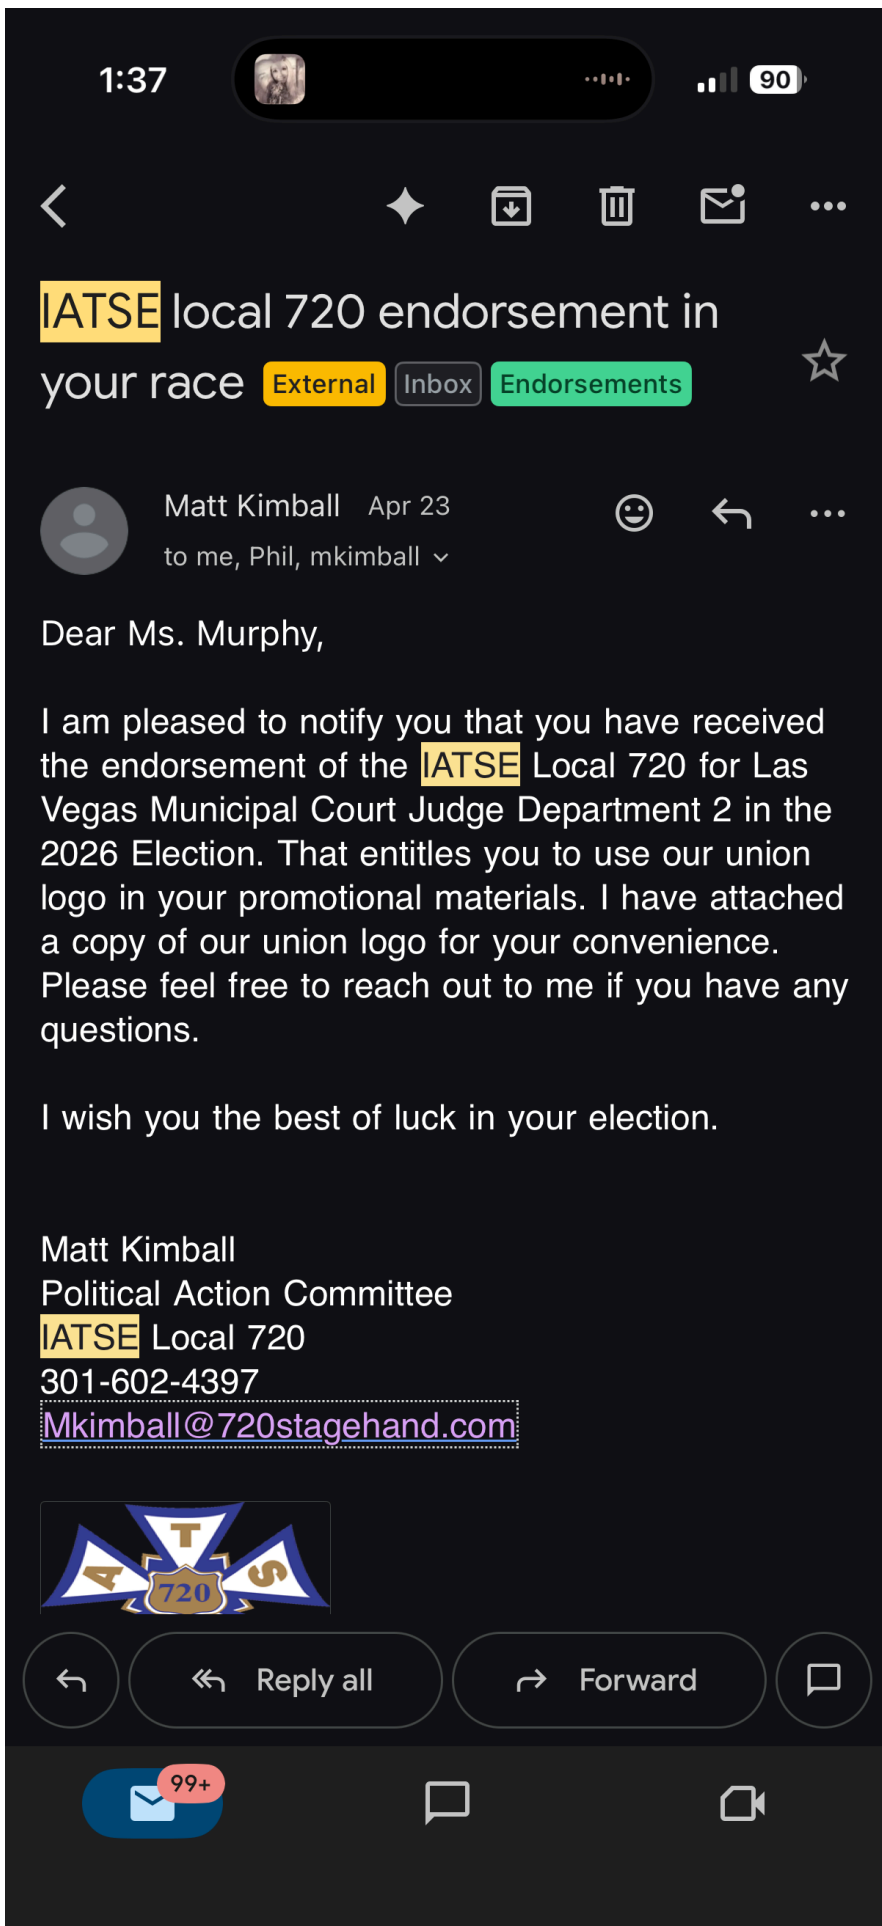 1:37
90
IATSE local 720 endorsement in
your race External Inbox Endorsements
Matt Kimball Apr 23
to me, Phil, mkimball
Dear Ms. Murphy,
I am pleased to notify you that you have received
the endorsement of the IATSE Local 720 for Las
Vegas Municipal Court Judge Department 2 in the
2026 Election. That entitles you to use our union
logo in your promotional materials. I have attached
a copy of our union logo for your convenience.
Please feel free to reach out to me if you have any
questions.
I wish you the best of luck in your election.
Matt Kimball
Political Action Committee
IATSE Local 720
301-602-4397
Mkimball@720stagehand.com
A T S
720
Reply all Forward
99+